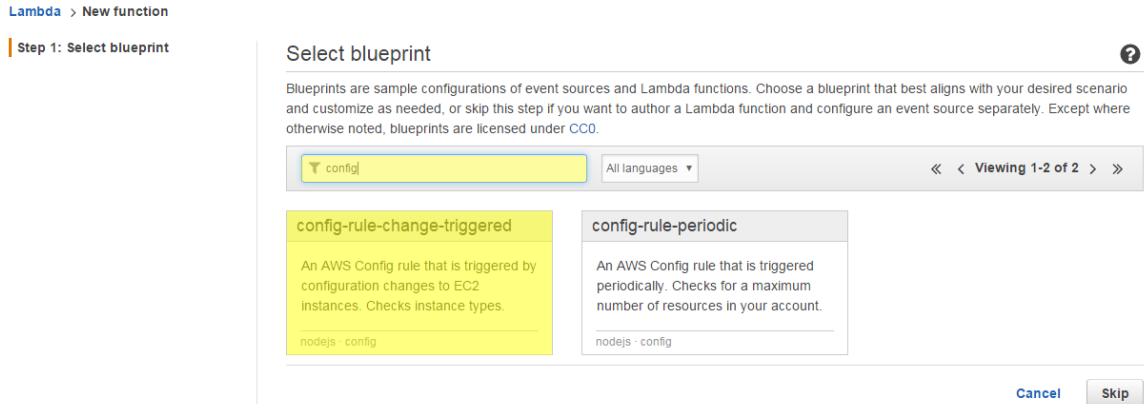 Lambda > New function
Step 1: Select blueprint
Select blueprint
?
Blueprints are sample configurations of event sources and Lambda functions. Choose a blueprint that best aligns with your desired scenario
and customize as needed, or skip this step if you want to author a Lambda function and configure an event source separately. Except where
otherwise noted, blueprints are licensed under CC0.
config All languages « < Viewing 1-2 of 2 > »
config-rule-change-triggered
An AWS Config rule that is triggered by
configuration changes to EC2
instances. Checks instance types.
nodejs · config
config-rule-periodic
An AWS Config rule that is triggered
periodically. Checks for a maximum
number of resources in your account.
nodejs · config
Cancel Skip